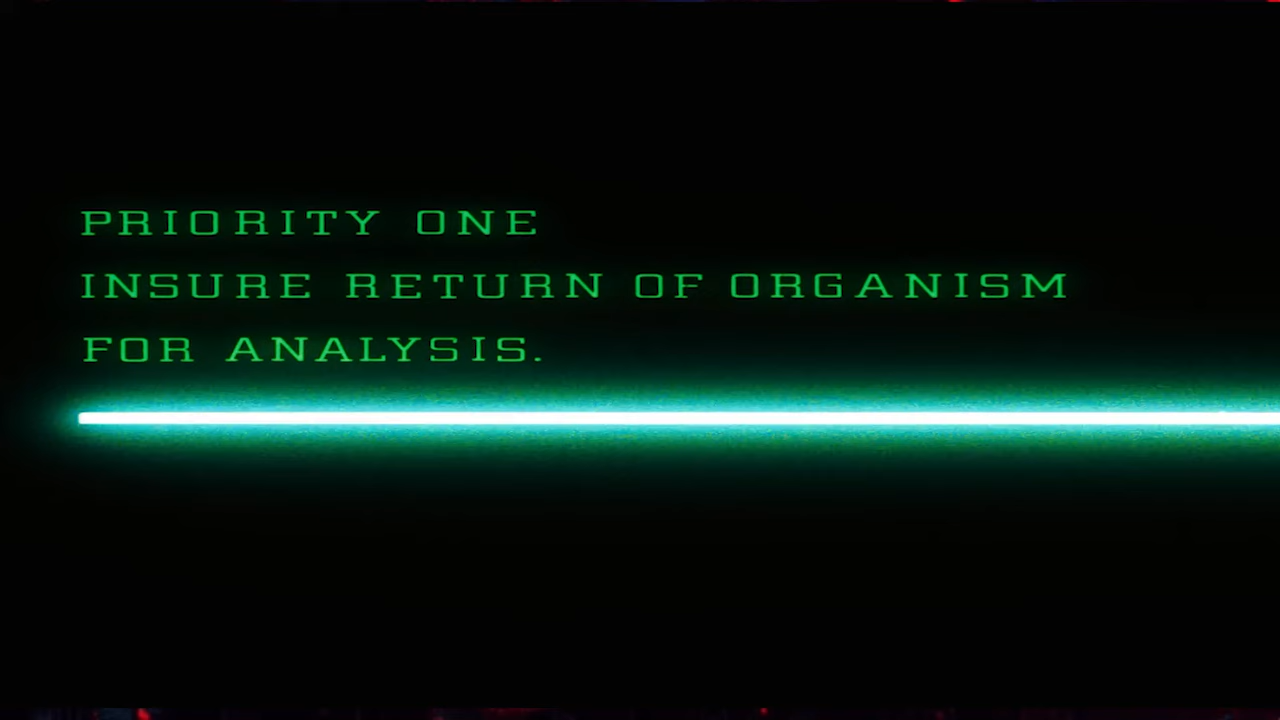 PRIORITY ONE
INSURE RETURN OF ORGANISM
FOR ANALYSIS.